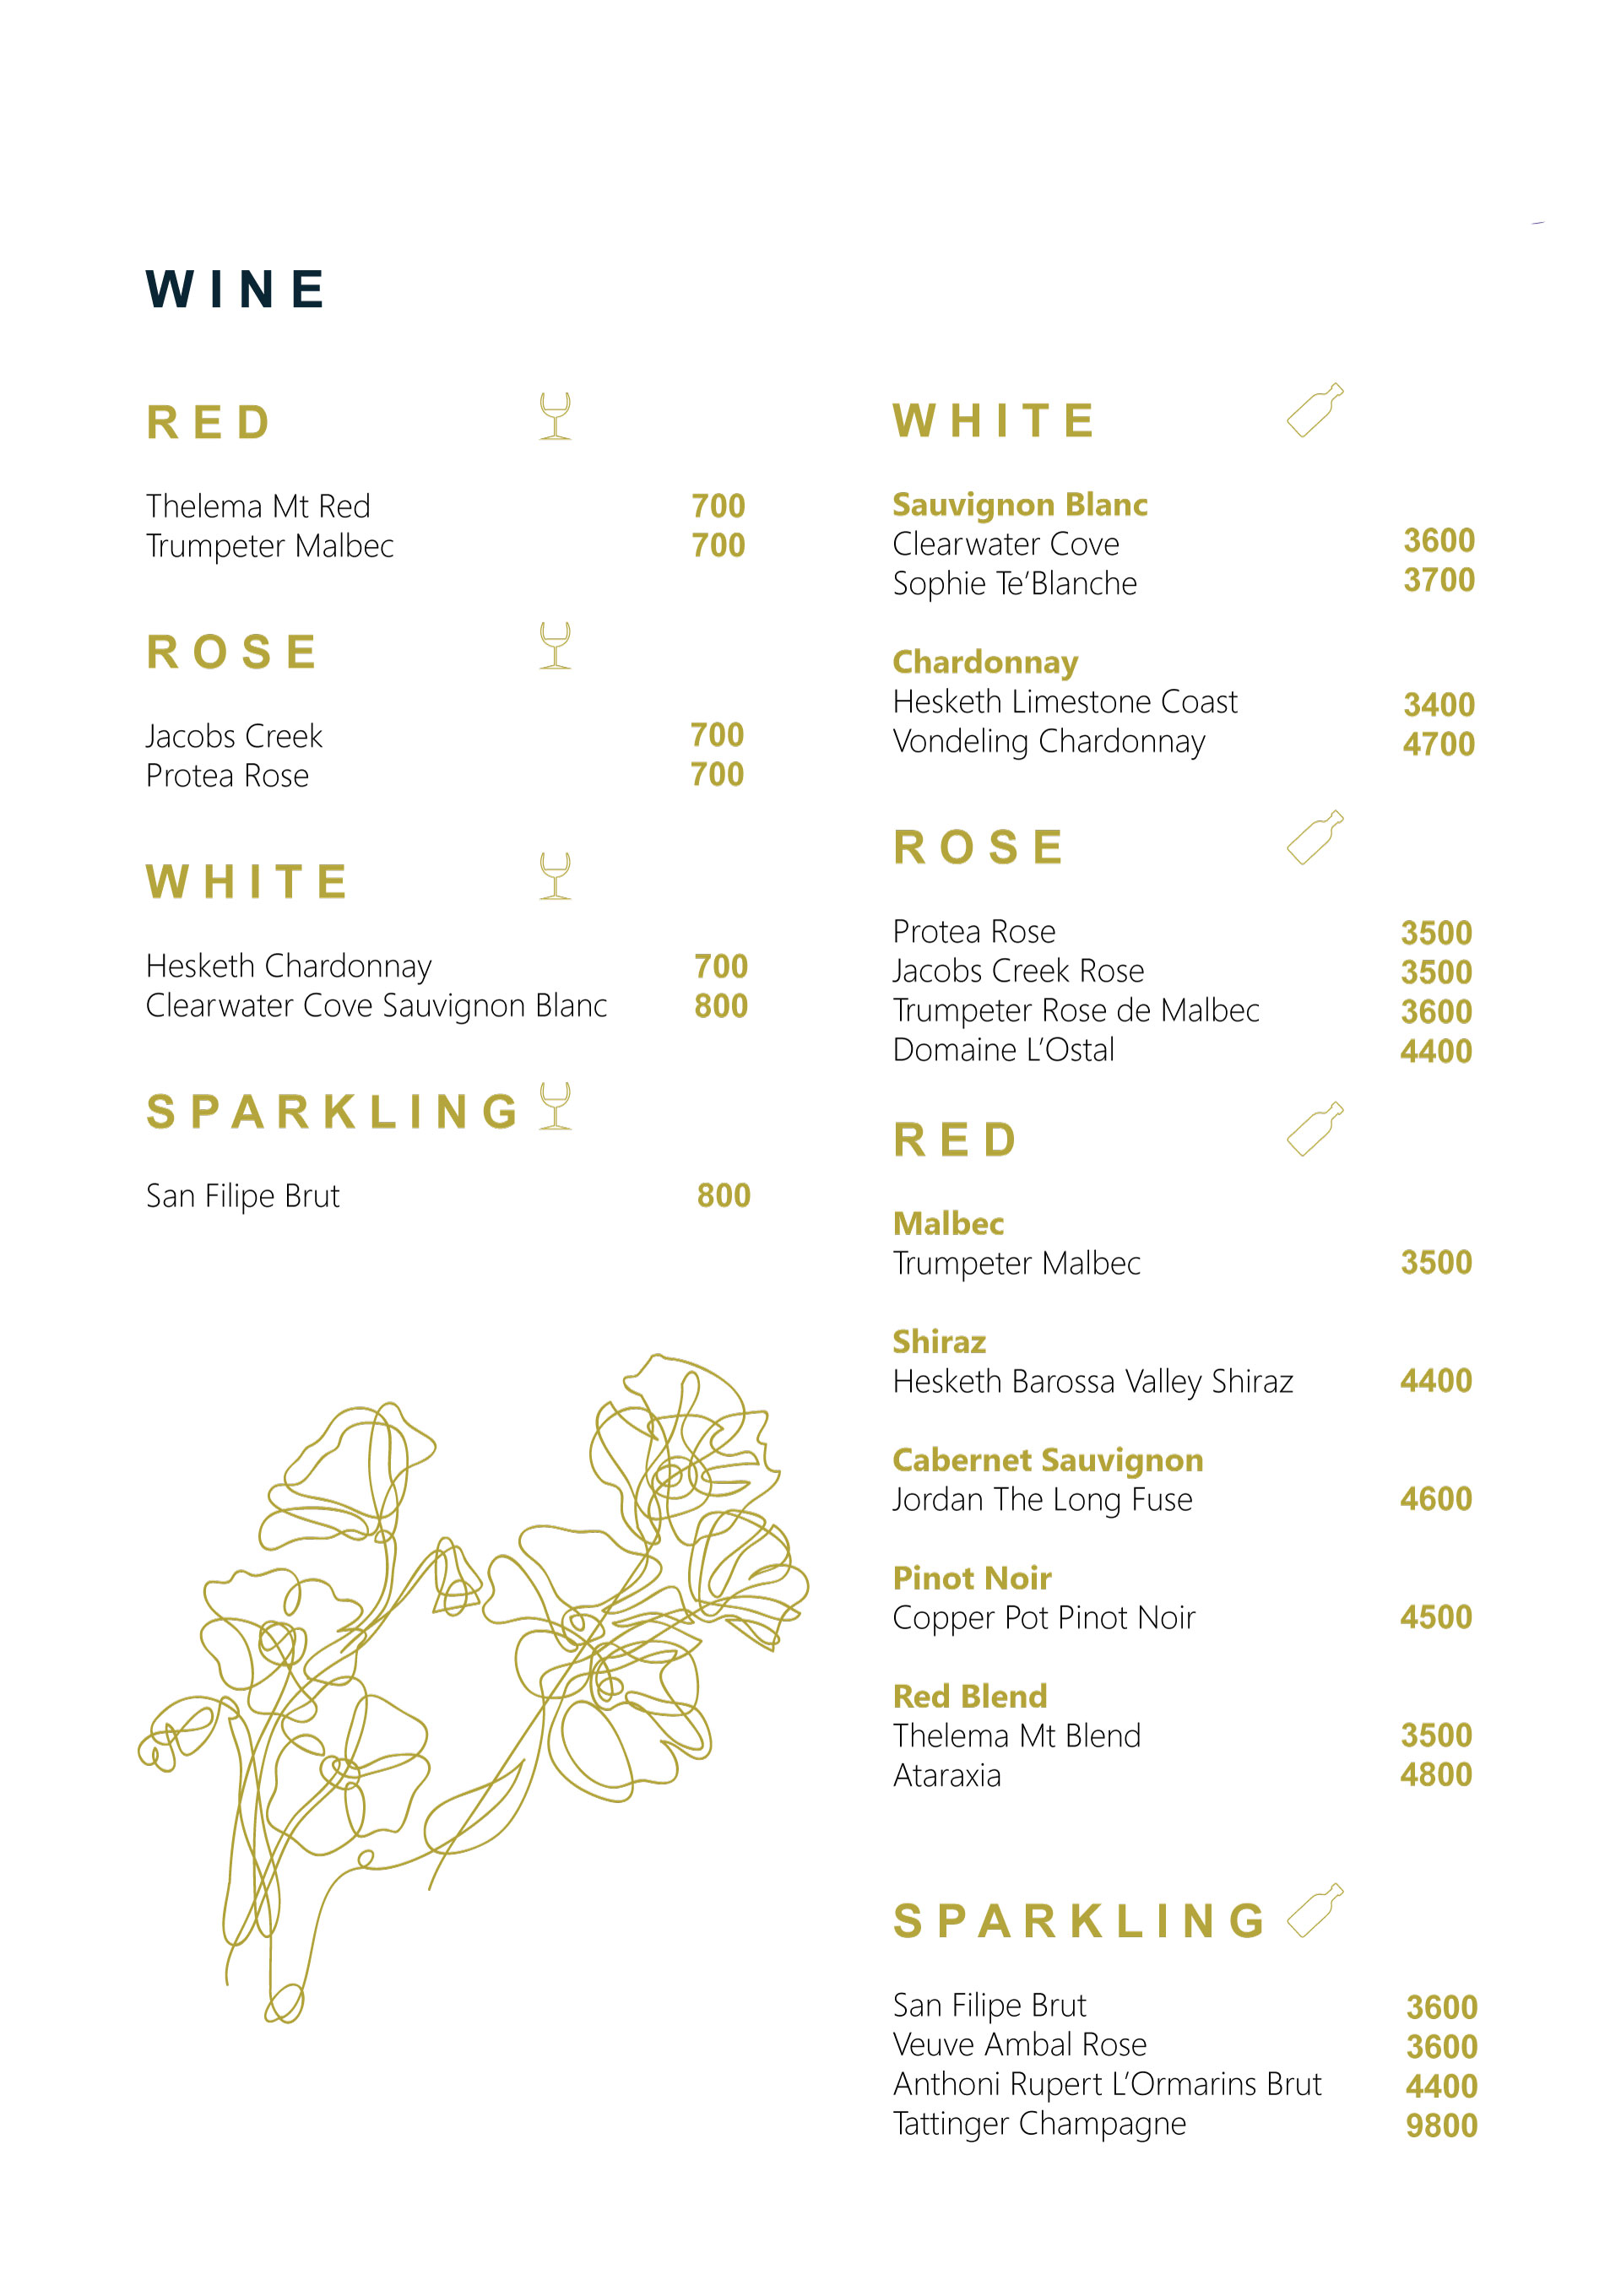 WINE
RED
Thelema Mt Red 700
Trumpeter Malbec 700
ROSE
Jacobs Creek 700
Protea Rose 700
WHITE
Hesketh Chardonnay 700
Clearwater Cove Sauvignon Blanc 800
SPARKLING
San Filipe Brut 800
WHITE
Sauvignon Blanc
Clearwater Cove 3600
Sophie Te’Blanche 3700
Chardonnay
Hesketh Limestone Coast 3400
Vondeling Chardonnay 4700
ROSE
Protea Rose 3500
Jacobs Creek Rose 3500
Trumpeter Rose de Malbec 3600
Domaine L’Ostal 4400
RED
Malbec
Trumpeter Malbec 3500
Shiraz
Hesketh Barossa Valley Shiraz 4400
Cabernet Sauvignon
Jordan The Long Fuse 4600
Pinot Noir
Copper Pot Pinot Noir 4500
Red Blend
Thelema Mt Blend 3500
Ataraxia 4800
SPARKLING
San Filipe Brut 3600
Veuve Ambal Rose 3600
Anthoni Rupert L’Ormarins Brut 4400
Tattinger Champagne 9800